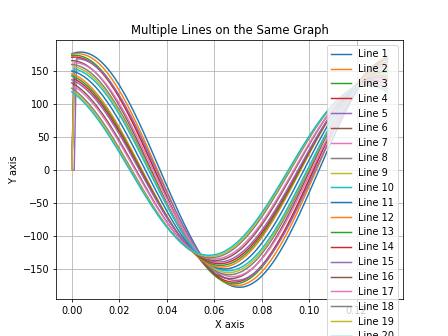 Multiple Lines on the Same Graph
Y axis
150
100
50
0
−50
−100
−150
0.00
0.02
0.04
0.06
0.08
0.10
X axis
Line 1
Line 2
Line 3
Line 4
Line 5
Line 6
Line 7
Line 8
Line 9
Line 10
Line 11
Line 12
Line 13
Line 14
Line 15
Line 16
Line 17
Line 18
Line 19
Line 20